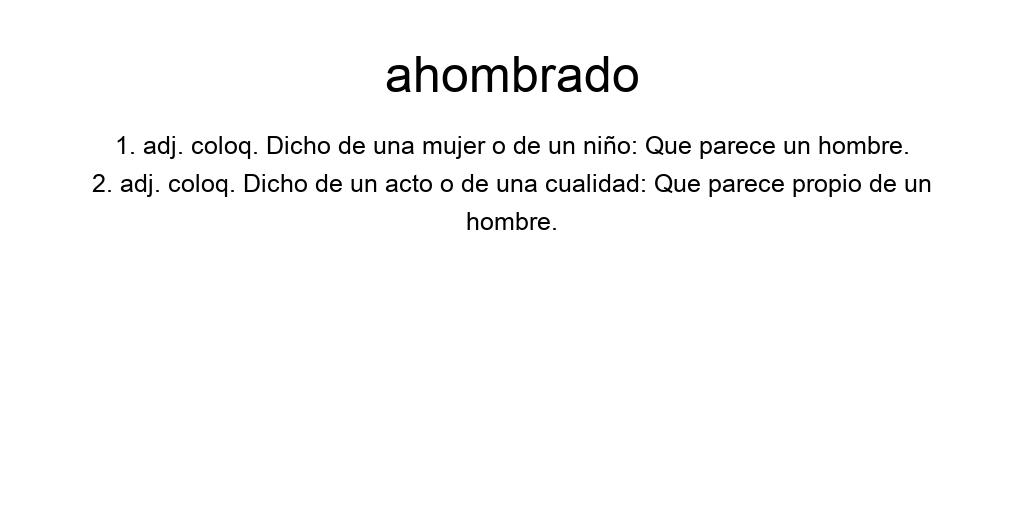 ahombrado
1. adj. coloq. Dicho de una mujer o de un niño: Que parece un hombre.
2. adj. coloq. Dicho de un acto o de una cualidad: Que parece propio de un
hombre.